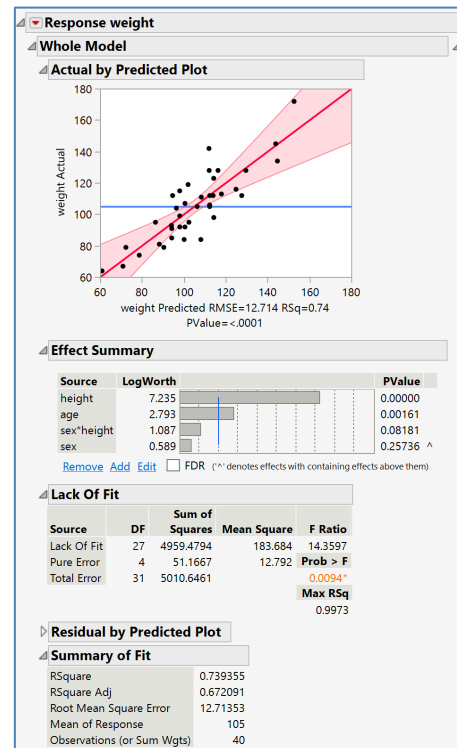 Response weight
Whole Model
Actual by Predicted Plot
180
160
140
120
100
80
60
weight Actual
60 80 100 120 140 160 180
weight Predicted RMSE=12.714 RSq=0.74
PValue=<.0001
Effect Summary
Source LogWorth PValue
height 7.235 0.00000
age 2.793 0.00161
sex*height 1.087 0.08181
sex 0.589 0.25736 ^
Remove Add Edit FDR ('^' denotes effects with containing effects above them)
Lack Of Fit
Sum of
Source DF Squares Mean Square F Ratio
Lack Of Fit 27 4959.4794 183.684 14.3597
Pure Error 4 51.1667 12.792 Prob > F
Total Error 31 5010.6461 0.0094*
Max RSq
0.9973
Residual by Predicted Plot
Summary of Fit
RSquare 0.739355
RSquare Adj 0.672091
Root Mean Square Error 12.71353
Mean of Response 105
Observations (or Sum Wgts) 40